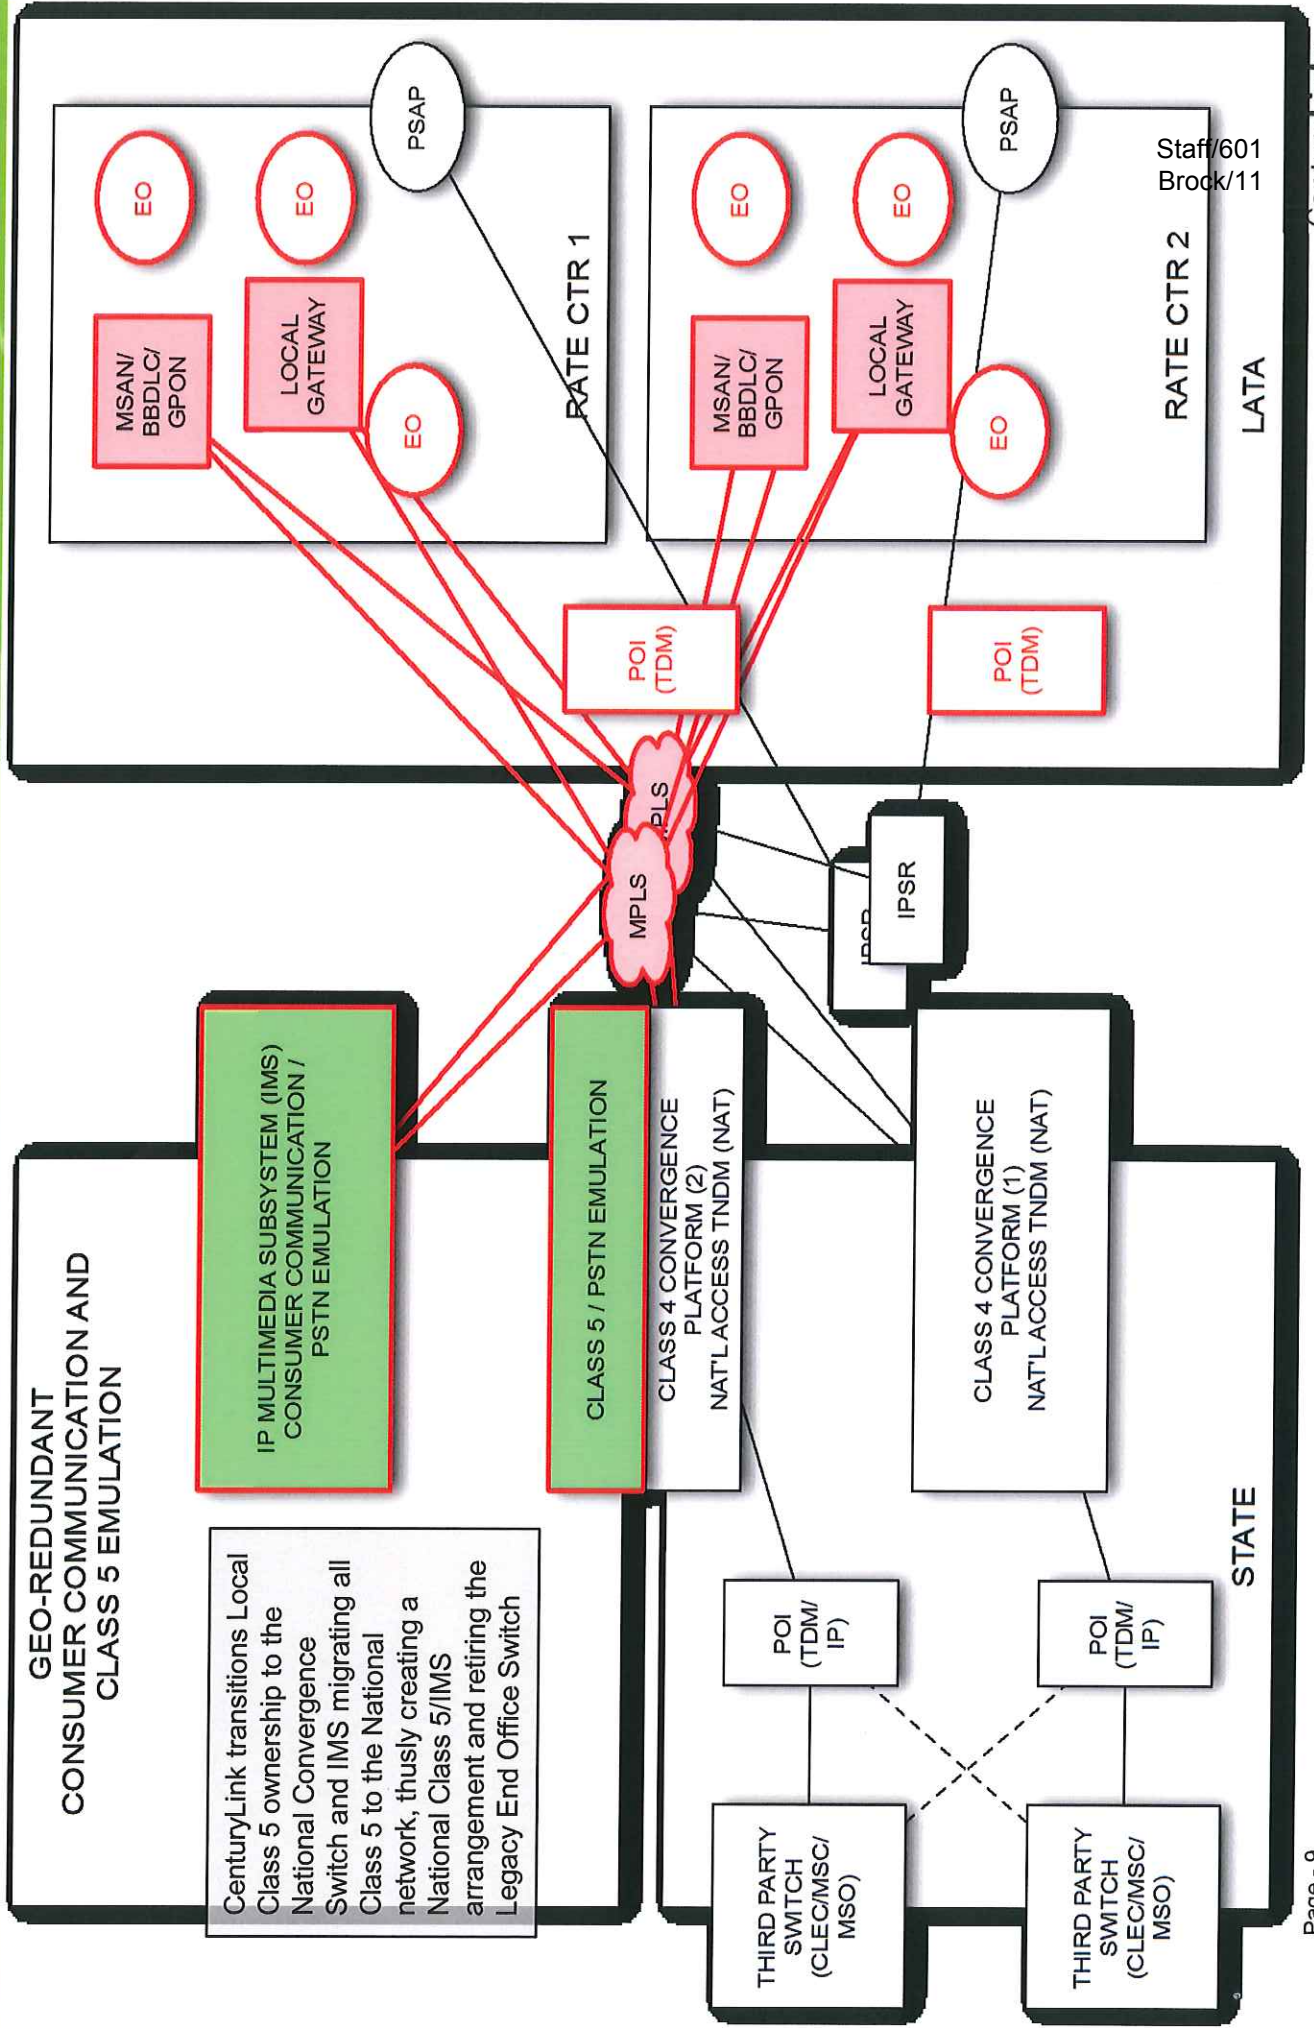 GEO-REDUNDANT
CONSUMER COMMUNICATION AND
CLASS 5 EMULATION
CenturyLink transitions Local
Class 5 ownership to the
National Convergence
Switch and IMS migrating all
Class 5 to the National
network, thusly creating a
National Class 5/IMS
arrangement and retiring the
Legacy End Office Switch
IP MULTIMEDIA SUBSYSTEM (IMS)
CONSUMER COMMUNICATION /
PSTN EMULATION
CLASS 5 / PSTN EMULATION
CLASS 4 CONVERGENCE
PLATFORM (2)
NAT'L ACCESS TNDM (NAT)
CLASS 4 CONVERGENCE
PLATFORM (1)
NAT'L ACCESS TNDM (NAT)
THIRD PARTY
SWITCH
(CLEC/MSC/
MSO)
THIRD PARTY
SWITCH
(CLEC/MSC/
MSO)
POI
(TDM/
IP)
POI
(TDM/
IP)
STATE
MPLS
MPLS
IPSR
IPSR
POI
(TDM)
POI
(TDM)
MSAN/
BBDLC/
GPON
LOCAL
GATEWAY
EO
EO
EO
PSAP
RATE CTR 1
MSAN/
BBDLC/
GPON
LOCAL
GATEWAY
EO
EO
EO
PSAP
RATE CTR 2
LATA
Staff/601
Brock/11
Page - 9